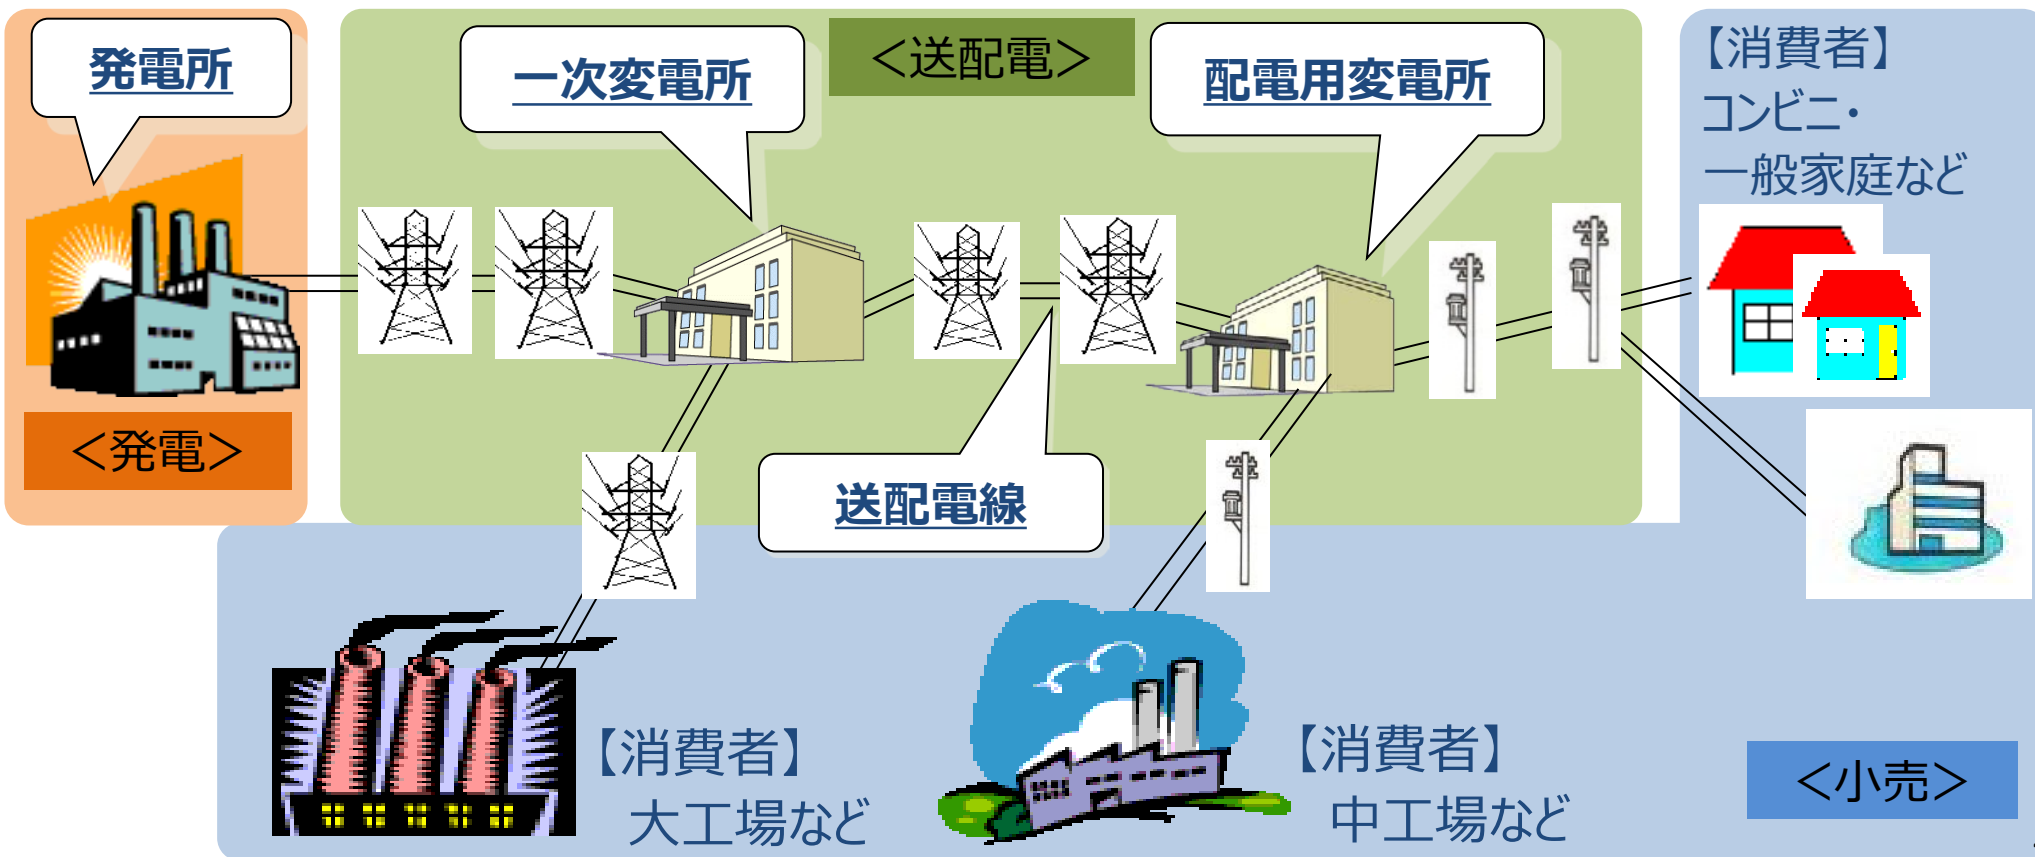 発電所
一次変電所
＜送配電＞
配電用変電所
【消費者】
コンビニ・
一般家庭など
＜発電＞
送配電線
【消費者】
大工場など
【消費者】
中工場など
＜小売＞